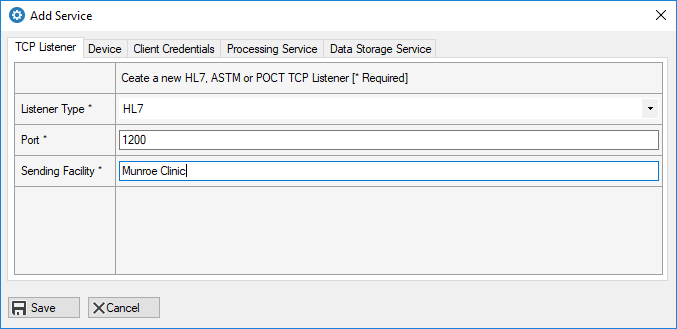 Add Service
TCP Listener Device Client Credentials Processing Service Data Storage Service
Ceate a new HL7, ASTM or POCT TCP Listener [* Required]
Listener Type * HL7
Port * 1200
Sending Facility * Munroe Clinic
Save Cancel